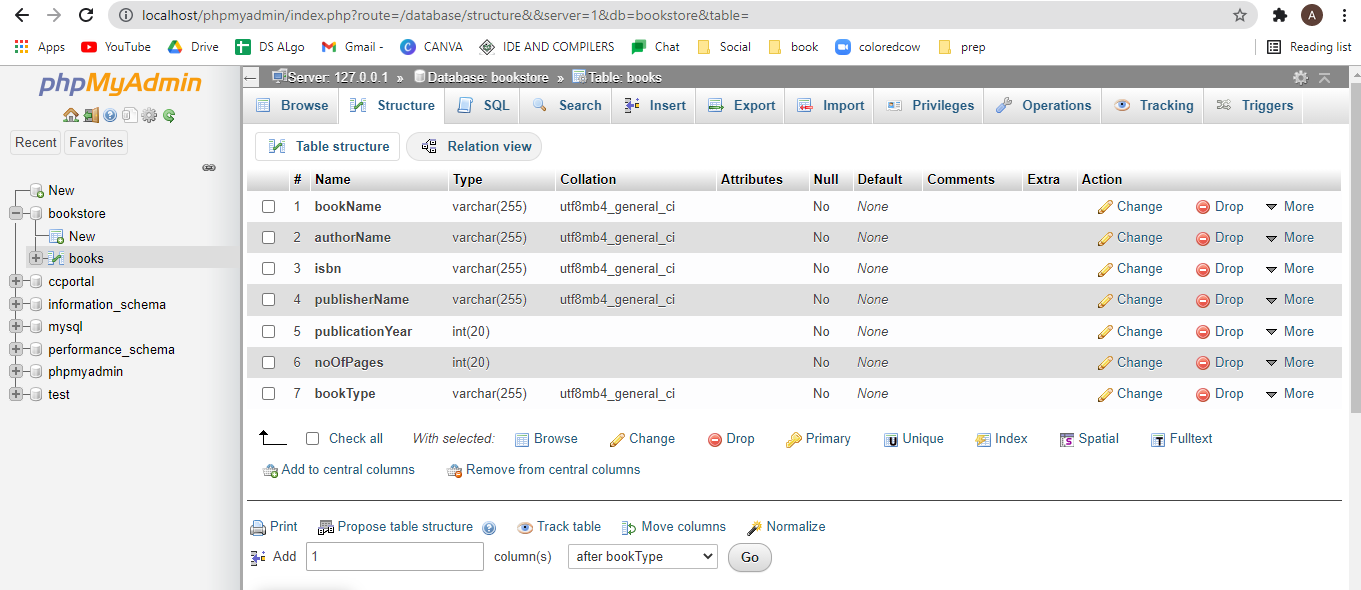 localhost/phpmyadmin/index.php?route=/database/structure&&server=1&db=bookstore&table=
A
Apps YouTube Drive DS ALgo Gmail - CANVA IDE AND COMPILERS Chat Social book coloredcow prep Reading list
phpMyAdmin
Recent Favorites
New
bookstore
New
books
ccportal
information_schema
mysql
performance_schema
phpmyadmin
test
Server: 127.0.0.1 » Database: bookstore » Table: books
Browse Structure SQL Search Insert Export Import Privileges Operations Tracking Triggers
Table structure Relation view
# Name Type Collation Attributes Null Default Comments Extra Action
1 bookName varchar(255) utf8mb4_general_ci No None Change Drop More
2 authorName varchar(255) utf8mb4_general_ci No None Change Drop More
3 isbn varchar(255) utf8mb4_general_ci No None Change Drop More
4 publisherName varchar(255) utf8mb4_general_ci No None Change Drop More
5 publicationYear int(20) No None Change Drop More
6 noOfPages int(20) No None Change Drop More
7 bookType varchar(255) utf8mb4_general_ci No None Change Drop More
Check all With selected: Browse Change Drop Primary Unique Index Spatial Fulltext
Add to central columns Remove from central columns
Print Propose table structure Track table Move columns Normalize
Add 1 column(s) after bookType Go